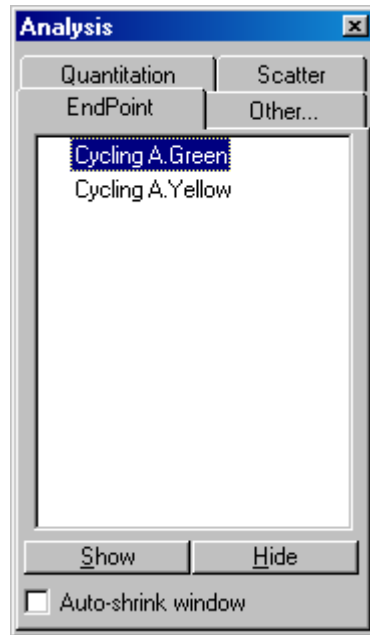 Analysis
Quantitation Scatter
EndPoint Other...
Cycling A.Green
Cycling A.Yellow
Show Hide
Auto-shrink window